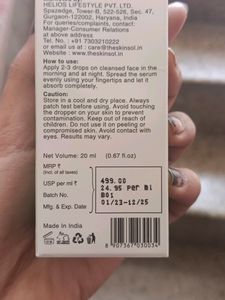 HELIOS LIFESTYLE PVT. LTD.
Spazedge, Tower-B, 522-526, Sec. 47,
Gurgaon-122002, Haryana, India
For queries/complaints, contact:
Manager-Consumer Relations
at above address
Tel. No. : +91 7303210222
or email us at : care@theskinsol.in
Website : www.theskinsol.in
How to use:
Apply 2-3 drops on cleansed face in the
morning and at night. Spread the serum
evenly using your fingertips and let it
absorb completely.
Caution:
Store in a cool and dry place. Always
patch test before using. Avoid touching
the dropper on your skin to prevent
contamination. Keep out of reach of
children. Do not use it on peeling or
compromised skin. Avoid contact with
eyes. Results may vary.
Net Volume: 20 ml (0.67 fl.oz)
MRP ₹
(Incl. of all taxes)
499.00
USP per ml ₹
24.95 Per Ml
Batch No.
B01
Mfg. & Exp. Date
01/23-12/25
Made In India
8 907367 030034